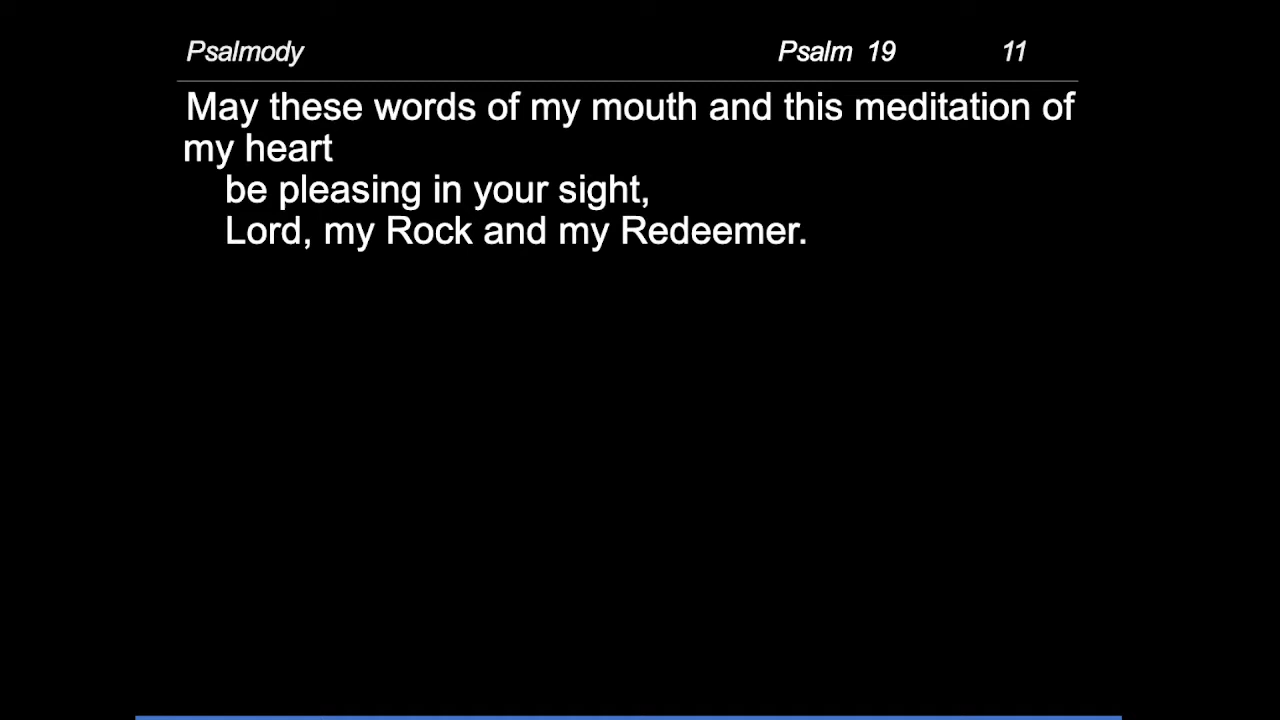 Psalmody Psalm 19 11
May these words of my mouth and this meditation of
my heart
be pleasing in your sight,
Lord, my Rock and my Redeemer.